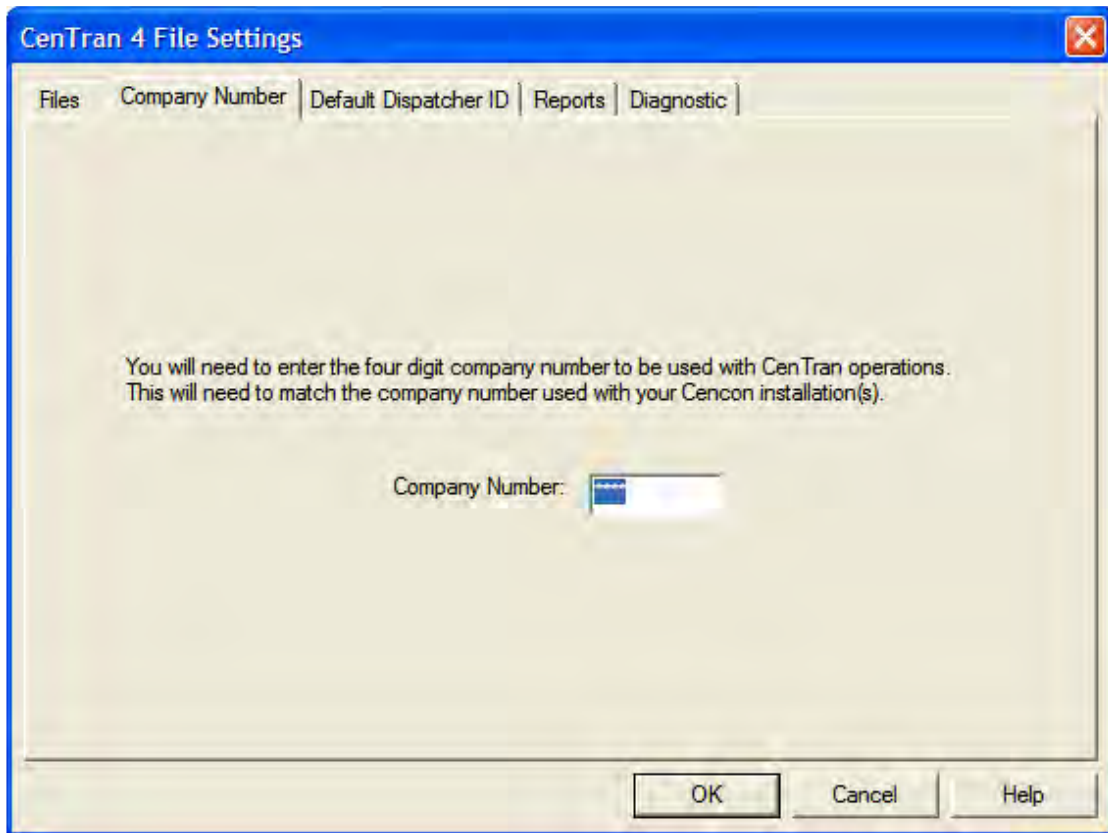 CenTran 4 File Settings
Files Company Number Default Dispatcher ID Reports Diagnostic
You will need to enter the four digit company number to be used with CenTran operations.
This will need to match the company number used with your Cencon installation(s).
Company Number: ****
OK Cancel Help